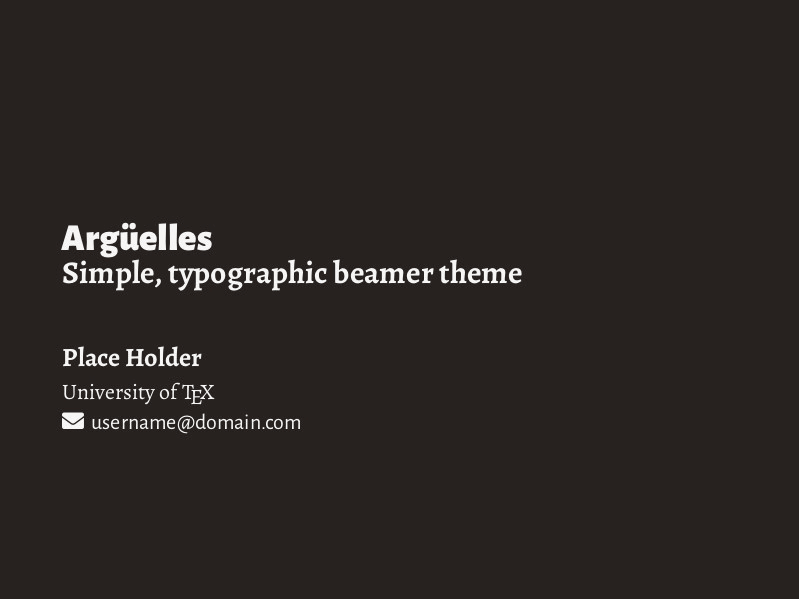 Argüelles
Simple, typographic beamer theme
Place Holder
University of TEX
username@domain.com